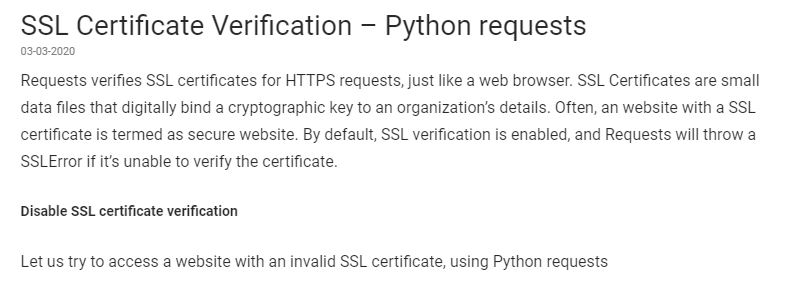 SSL Certificate Verification – Python requests
03-03-2020
Requests verifies SSL certificates for HTTPS requests, just like a web browser. SSL Certificates are small
data files that digitally bind a cryptographic key to an organization’s details. Often, an website with a SSL
certificate is termed as secure website. By default, SSL verification is enabled, and Requests will throw a
SSLError if it’s unable to verify the certificate.
Disable SSL certificate verification
Let us try to access a website with an invalid SSL certificate, using Python requests